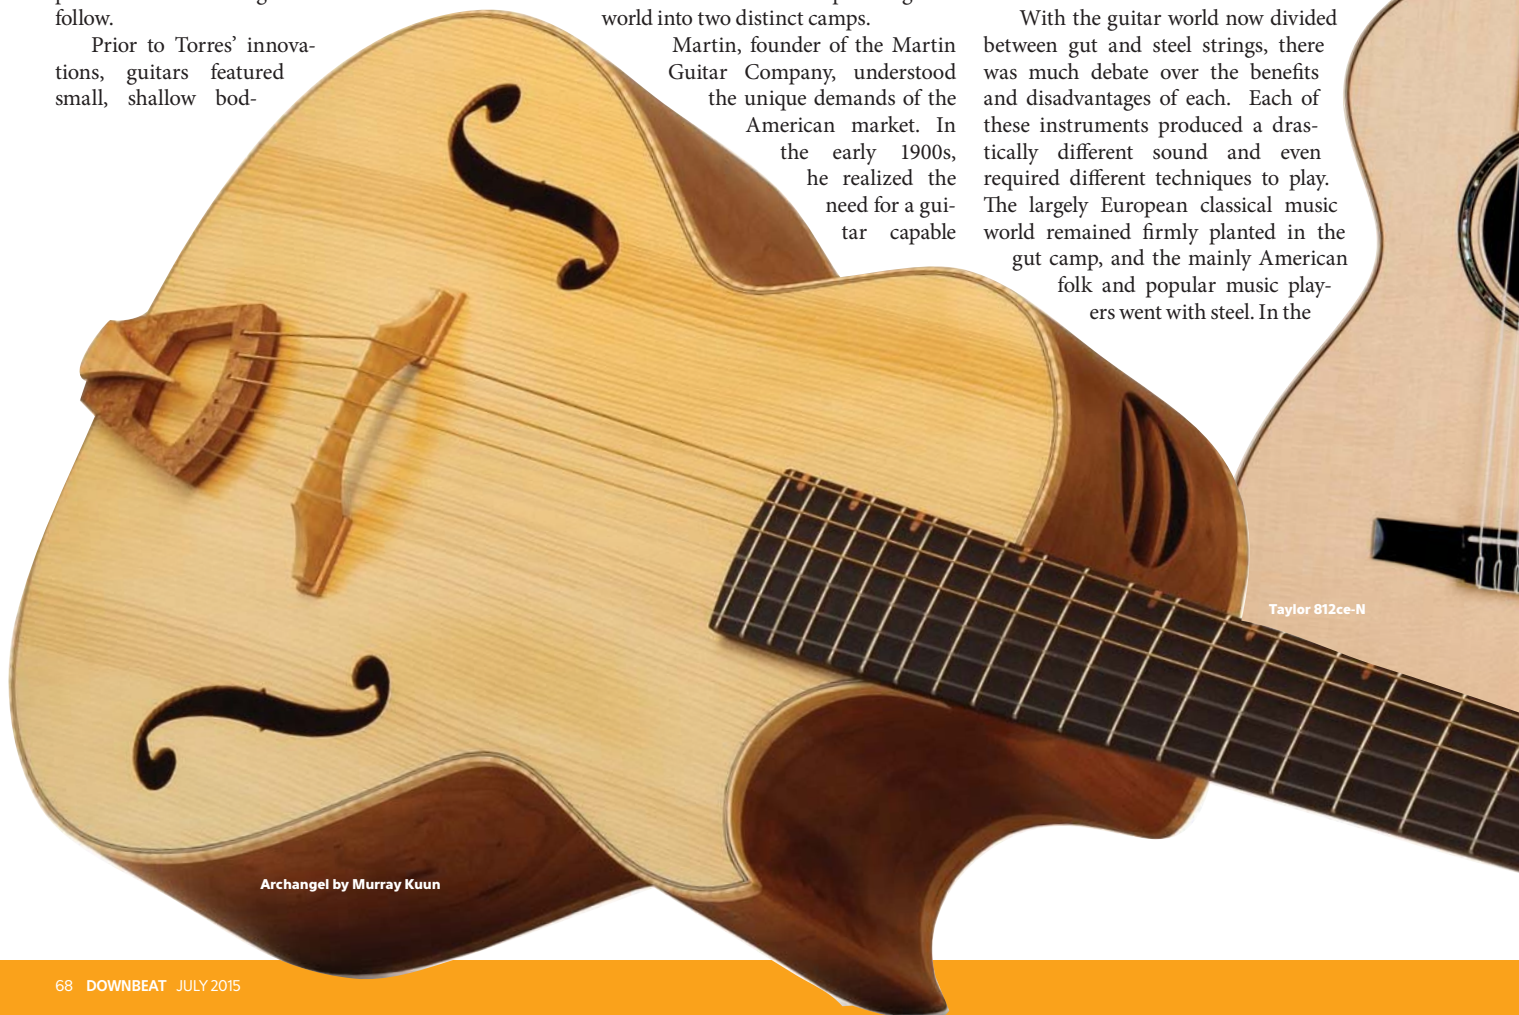 follow.
Prior to Torres' innova-
tions, guitars featured
small, shallow bod-
world into two distinct camps.
Martin, founder of the Martin
Guitar Company, understood
the unique demands of the
American market. In
the early 1900s,
he realized the
need for a gui-
tar capable
With the guitar world now divided
between gut and steel strings, there
was much debate over the benefits
and disadvantages of each. Each of
these instruments produced a dras-
tically different sound and even
required different techniques to play.
The largely European classical music
world remained firmly planted in the
gut camp, and the mainly American
folk and popular music play-
ers went with steel. In the
Taylor 812ce-N
Archangel by Murray Kuun
68 DOWNBEAT JULY 2015